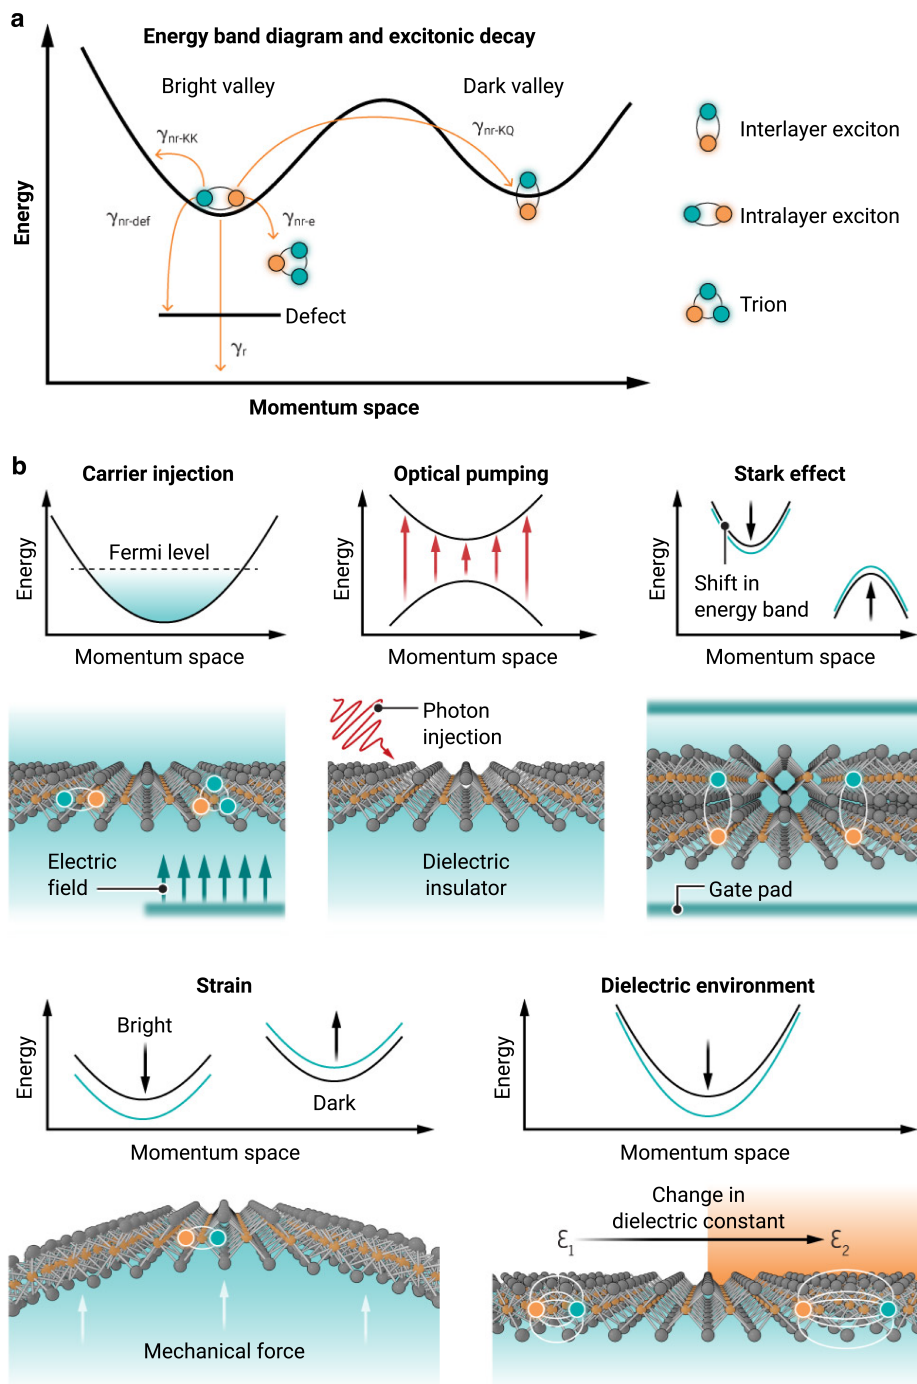 a
Energy band diagram and excitonic decay
Bright valley
Dark valley
γnr-KK
γnr-KQ
γnr-def
γnr-e
Defect
γr
Energy
Momentum space
Interlayer exciton
Intralayer exciton
Trion
b
Carrier injection
Fermi level
Energy
Momentum space
Optical pumping
Energy
Momentum space
Stark effect
Shift in
energy band
Energy
Momentum space
Electric
field
Photon
injection
Dielectric
insulator
Gate pad
Strain
Bright
Dark
Energy
Momentum space
Dielectric environment
Energy
Momentum space
Mechanical force
Change in
dielectric constant
ε1
ε2